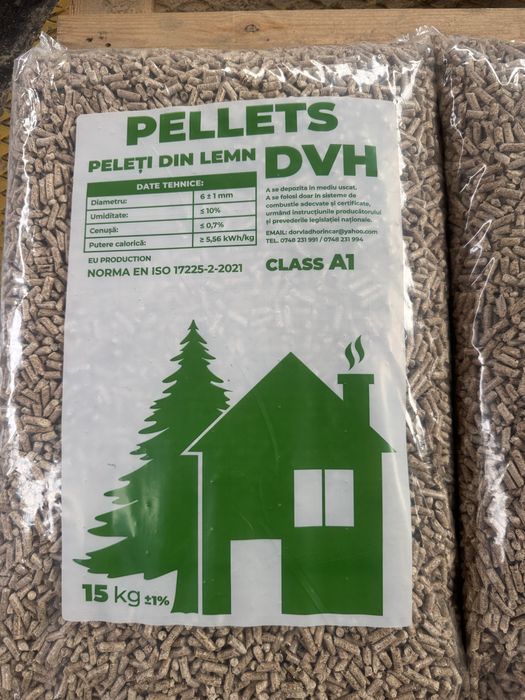 PELLETS
PELEȚI DIN LEMN DVH
DATE TEHNICE:
Diametru: 6 ± 1 mm
Umiditate: ≤ 10%
Cenușă: ≤ 0,7%
Putere calorică: ≥ 5,56 kWh/kg
A se depozita în mediu uscat.
A se folosi doar în sisteme de
combustie adecvate și certificate,
urmând instrucțiunile producătorului
și prevederile legislației naționale.
EMAIL: dorvladhorincar@yahoo.com
TEL. 0748 231 991 / 0748 231 994
EU PRODUCTION
NORMA EN ISO 17225-2-2021
CLASS A1
15 kg ±1%